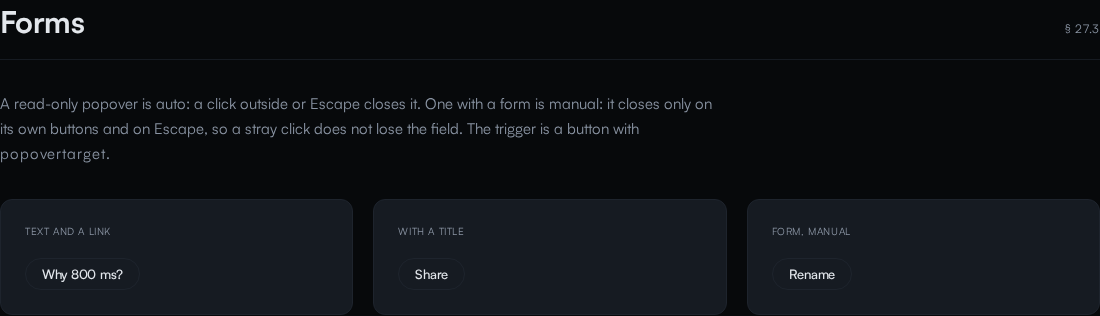 Forms
§ 27.3
A read-only popover is auto: a click outside or Escape closes it. One with a form is manual: it closes only on
its own buttons and on Escape, so a stray click does not lose the field. The trigger is a button with
popovertarget.
TEXT AND A LINK
WITH A TITLE
FORM, MANUAL
Why 800 ms?
Share
Rename